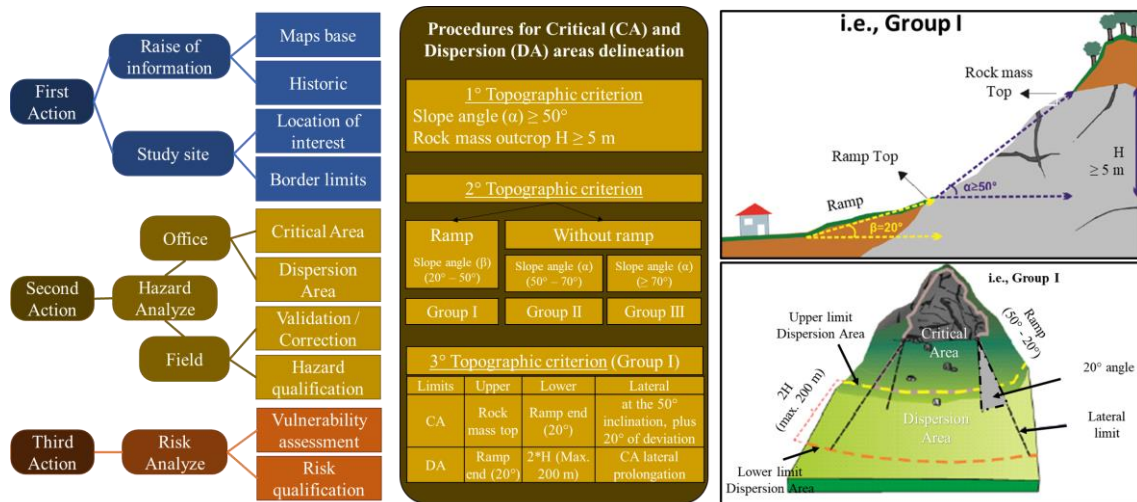 First Action
Raise of
information
Maps base
Historic
Study site
Location of
interest
Border limits
Second
Action
Hazard
Analyze
Office
Critical Area
Dispersion
Area
Field
Validation /
Correction
Hazard
qualification
Third
Action
Risk
Analyze
Vulnerability
assessment
Risk
qualification
Procedures for Critical (CA) and
Dispersion (DA) areas delineation
1° Topographic criterion
Slope angle (α) ≥ 50°
Rock mass outcrop H ≥ 5 m
2° Topographic criterion
Ramp
Slope angle (β)
(20° – 50°)
Without ramp
Slope angle (α)
(50° – 70°)
Slope angle (α)
(≥ 70°)
Group I
Group II
Group III
3° Topographic criterion (Group I)
Limits
Upper
Lower
Lateral
CA
Rock
mass top
Ramp end
(20°)
at the 50°
inclination, plus
20° of deviation
DA
Ramp
end (20°)
2*H (Max.
200 m)
CA lateral
prolongation
i.e., Group I
Rock mass
Top
Ramp Top
H
≥ 5 m
α≥50°
Ramp
β=20°
i.e., Group I
Upper limit
Dispersion Area
Critical
Area
Ramp
(50° - 20°)
20° angle
2H
(max. 200 m)
Dispersion
Area
Lateral
limit
Lower limit
Dispersion Area